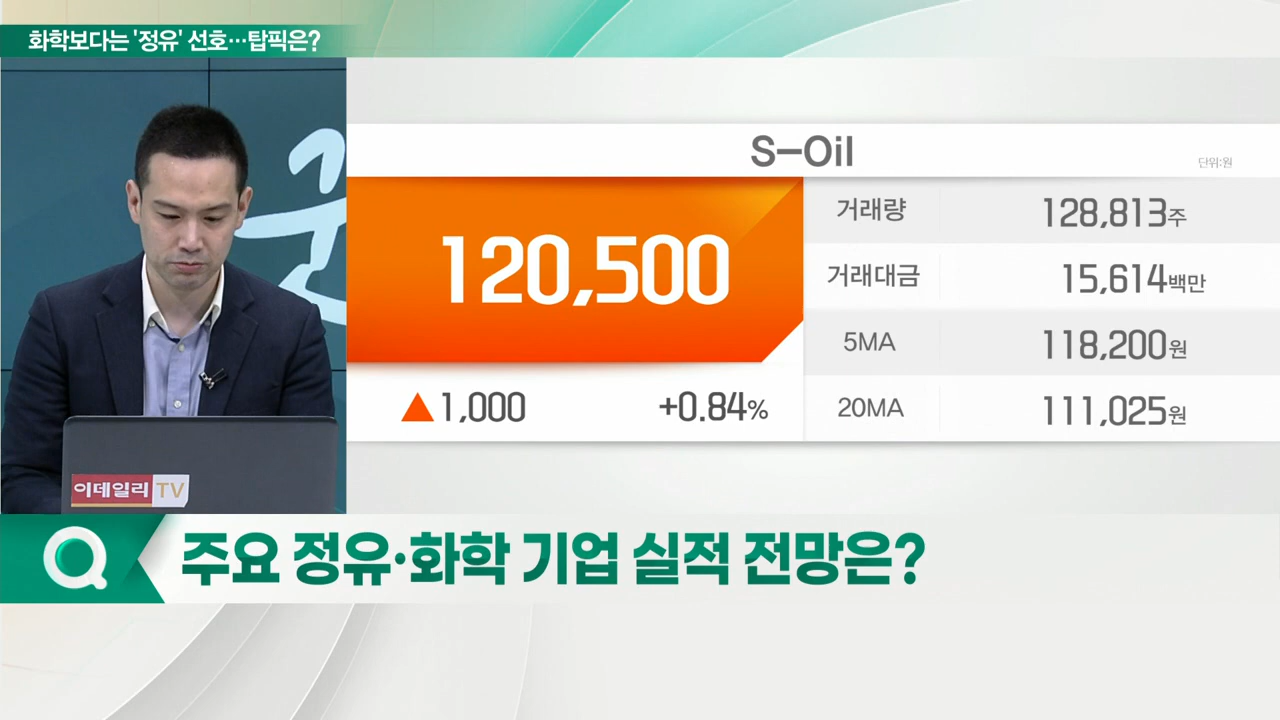 화학보다는 '정유' 선호…탑픽은?
S-Oil
단위:원
120,500
▲1,000 +0.84%
거래량 128,813주
거래대금 15,614백만
5MA 118,200원
20MA 111,025원
이데일리TV
Q 주요 정유·화학 기업 실적 전망은?